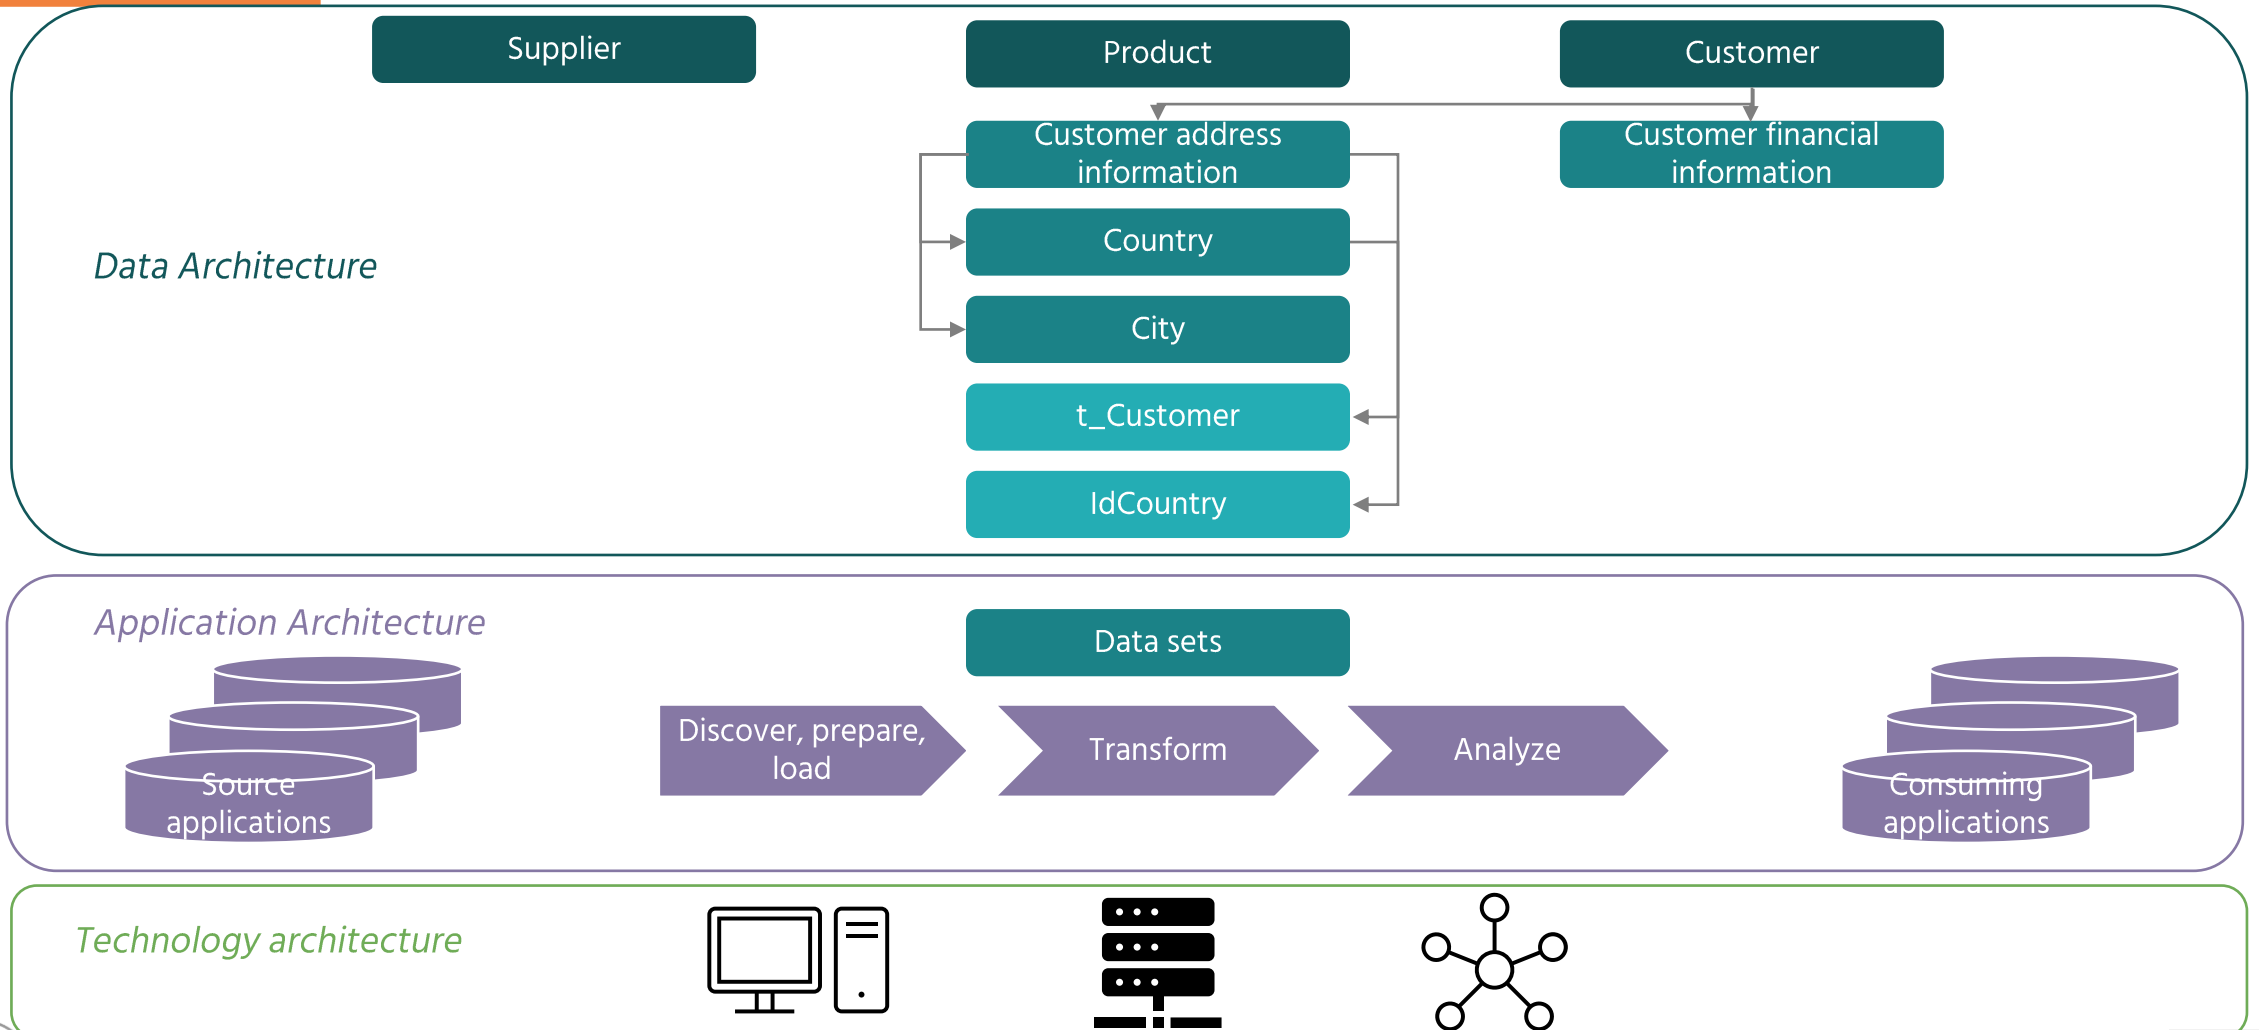 Supplier
Product
Customer
Customer address
information
Customer financial
information
Country
Data Architecture
City
t_Customer
IdCountry
Application Architecture
Data sets
Discover, prepare,
load
Transform
Analyze
Source
applications
Consuming
applications
Technology architecture